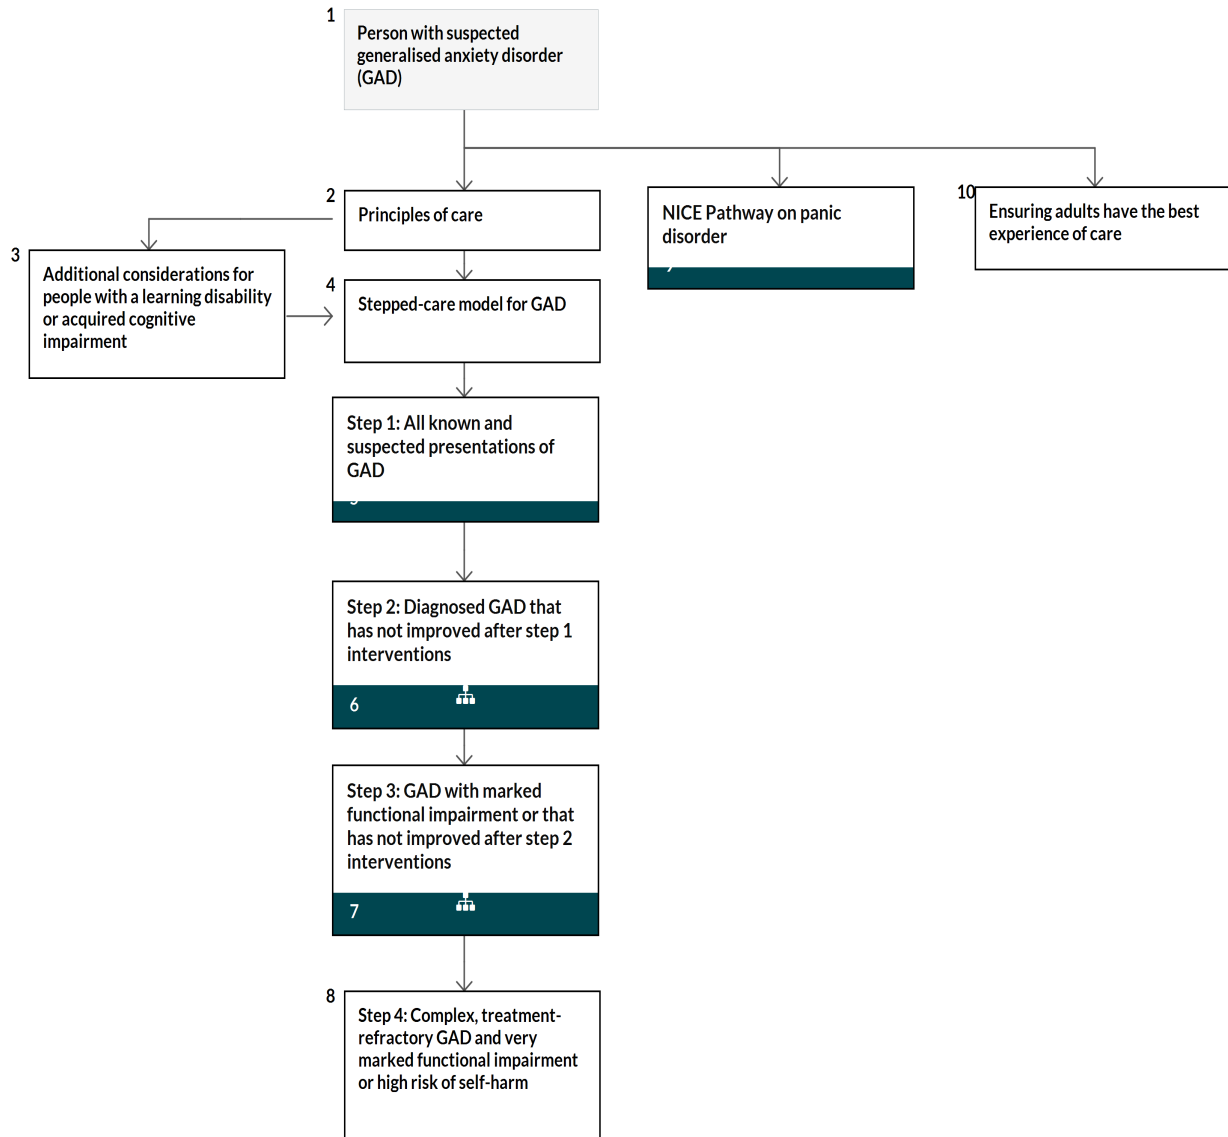 1
Person with suspected
generalised anxiety disorder
(GAD)
2
Principles of care
NICE Pathway on panic
disorder
10
Ensuring adults have the best
experience of care
3
Additional considerations for
people with a learning disability
or acquired cognitive
impairment
4
Stepped-care model for GAD
Step 1: All known and
suspected presentations of
GAD
Step 2: Diagnosed GAD that
has not improved after step 1
interventions
6
Step 3: GAD with marked
functional impairment or that
has not improved after step 2
interventions
7
8
Step 4: Complex, treatment-
refractory GAD and very
marked functional impairment
or high risk of self-harm